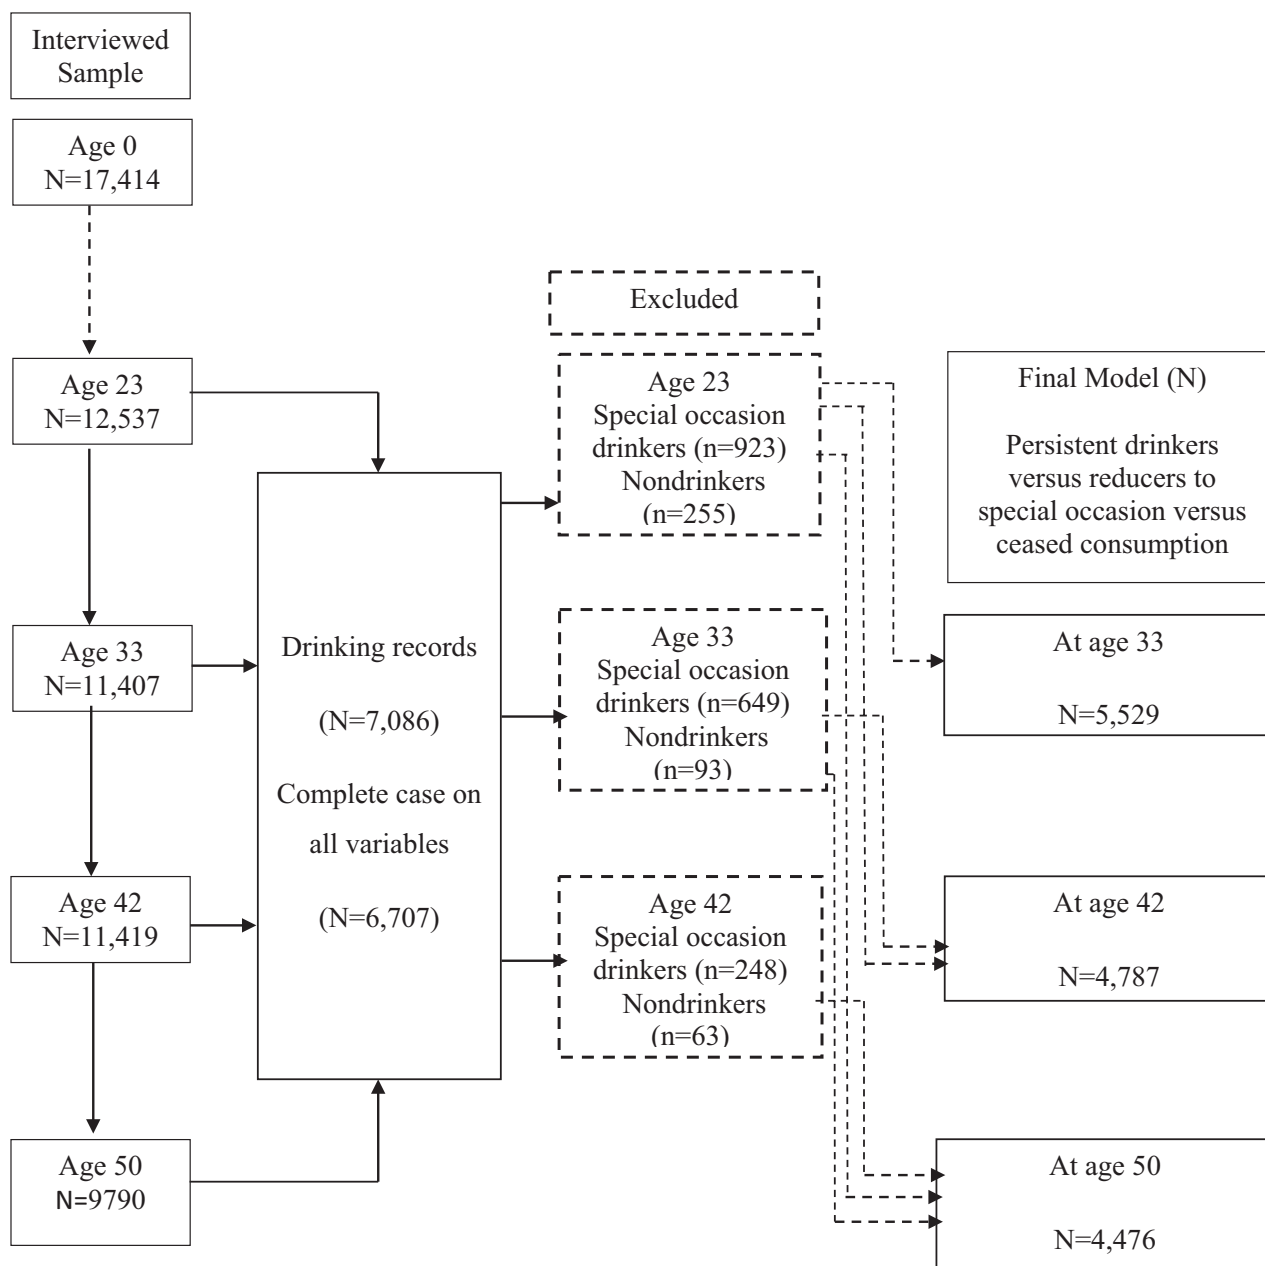 Interviewed
Sample
Age 0
N=17,414
Age 23
N=12,537
Age 33
N=11,407
Age 42
N=11,419
Age 50
N=9790
Drinking records
(N=7,086)
Complete case on
all variables
(N=6,707)
Excluded
Age 23
Special occasion
drinkers (n=923)
Nondrinkers
(n=255)
Age 33
Special occasion
drinkers (n=649)
Nondrinkers
(n=93)
Age 42
Special occasion
drinkers (n=248)
Nondrinkers
(n=63)
Final Model (N)
Persistent drinkers
versus reducers to
special occasion versus
ceased consumption
At age 33
N=5,529
At age 42
N=4,787
At age 50
N=4,476